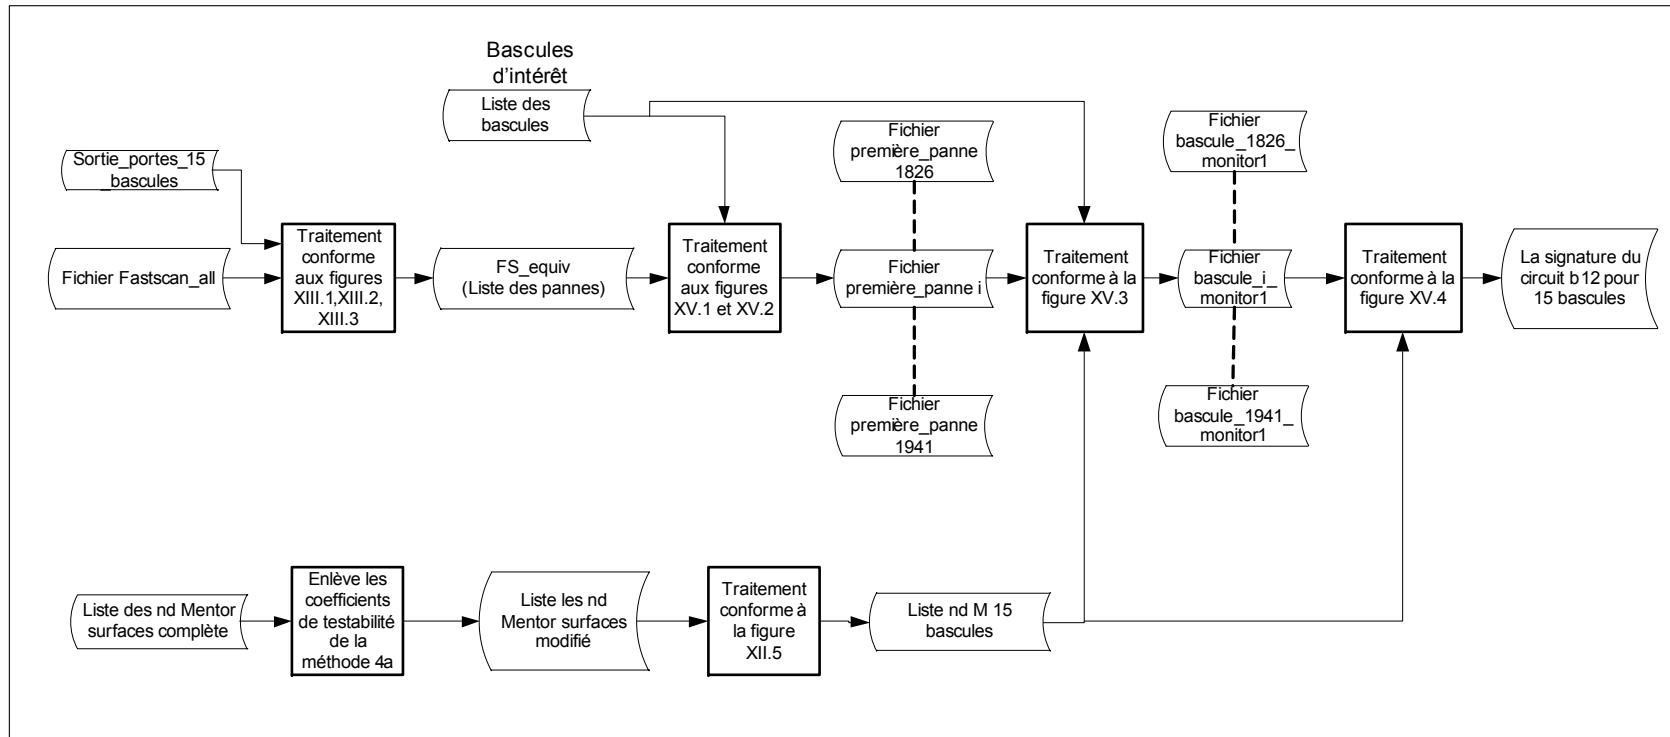 Bascules
d'intérêt
Liste des
bascules
Sortie_portes_15
_bascules
Fichier Fastscan_all
Traitement
conforme
aux figures
XIII.1,XIII.2,
XIII.3
FS_equiv
(Liste des pannes)
Traitement
conforme
aux figures
XV.1 et XV.2
Fichier
première_panne
1826
Fichier
première_panne i
Fichier
première_panne
1941
Traitement
conforme à la
figure XV.3
Fichier
bascule_1826_
monitor1
Fichier
bascule_i_
monitor1
Fichier
bascule_1941_
monitor1
Traitement
conforme à la
figure XV.4
La signature du
circuit b12 pour
15 bascules
Liste des nd Mentor
surfaces complète
Enlève les
coefficients
de testabilité
de la
méthode 4a
Liste les nd
Mentor surfaces
modifié
Traitement
conforme à
la figure
XII.5
Liste nd M 15
bascules